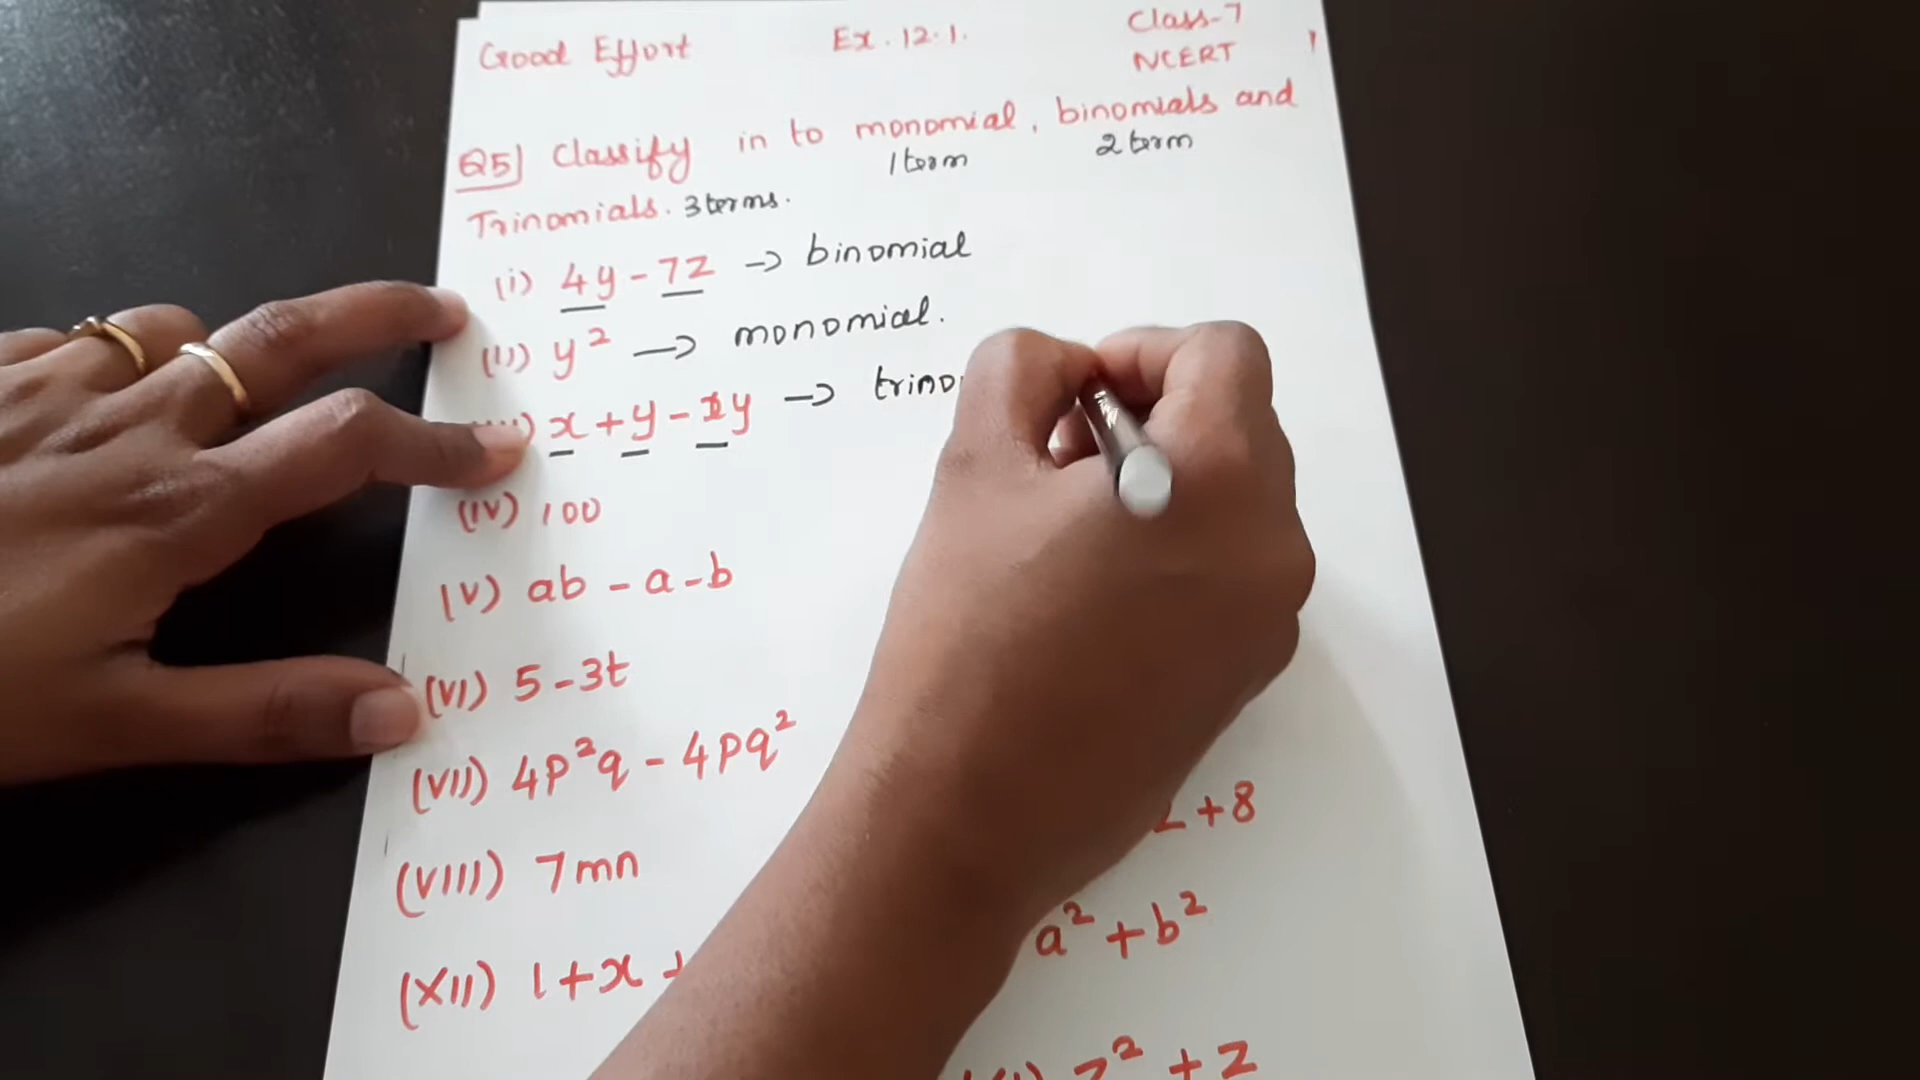 Good Effort Ex. 12.1. Class-7
NCERT
Q5) Classify in to monomial, binomials and
1 term 2 term
Trinomials. 3 terms.
(i) 4y - 7z → binomial
(ii) y² → monomial.
x + y - xy → trino
(IV) 100
(V) ab - a - b
(VI) 5 - 3t
(VII) 4p²q - 4pq²
(VIII) 7mn
+ 8
a² + b²
(XII) 1 + x +
z² + z